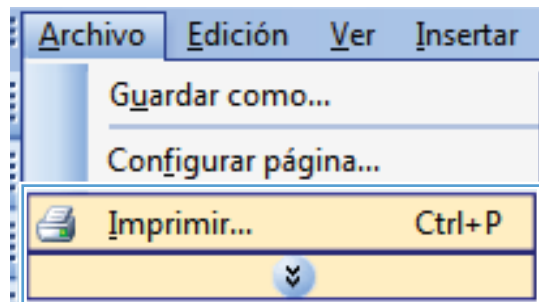 Archivo Edición Ver Insertar
Guardar como...
Configurar página...
Imprimir... Ctrl+P